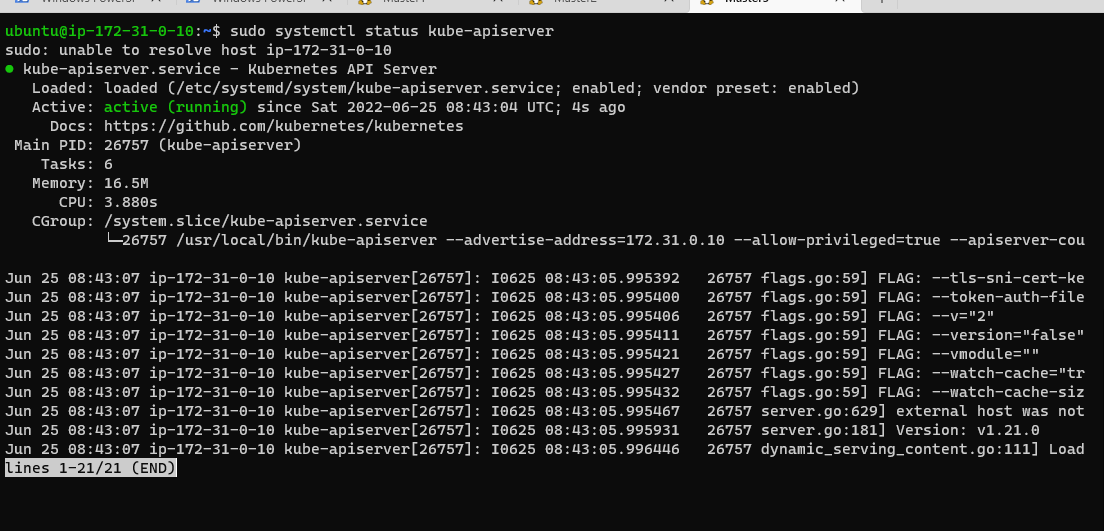 ubuntu@ip-172-31-0-10:~$ sudo systemctl status kube-apiserver
sudo: unable to resolve host ip-172-31-0-10
● kube-apiserver.service - Kubernetes API Server
Loaded: loaded (/etc/systemd/system/kube-apiserver.service; enabled; vendor preset: enabled)
Active: active (running) since Sat 2022-06-25 08:43:04 UTC; 4s ago
Docs: https://github.com/kubernetes/kubernetes
Main PID: 26757 (kube-apiserver)
Tasks: 6
Memory: 16.5M
CPU: 3.880s
CGroup: /system.slice/kube-apiserver.service
└─26757 /usr/local/bin/kube-apiserver --advertise-address=172.31.0.10 --allow-privileged=true --apiserver-cou
Jun 25 08:43:07 ip-172-31-0-10 kube-apiserver[26757]: I0625 08:43:05.995392 26757 flags.go:59] FLAG: --tls-sni-cert-ke
Jun 25 08:43:07 ip-172-31-0-10 kube-apiserver[26757]: I0625 08:43:05.995400 26757 flags.go:59] FLAG: --token-auth-file
Jun 25 08:43:07 ip-172-31-0-10 kube-apiserver[26757]: I0625 08:43:05.995406 26757 flags.go:59] FLAG: --v="2"
Jun 25 08:43:07 ip-172-31-0-10 kube-apiserver[26757]: I0625 08:43:05.995411 26757 flags.go:59] FLAG: --version="false"
Jun 25 08:43:07 ip-172-31-0-10 kube-apiserver[26757]: I0625 08:43:05.995421 26757 flags.go:59] FLAG: --vmodule=""
Jun 25 08:43:07 ip-172-31-0-10 kube-apiserver[26757]: I0625 08:43:05.995427 26757 flags.go:59] FLAG: --watch-cache="tr
Jun 25 08:43:07 ip-172-31-0-10 kube-apiserver[26757]: I0625 08:43:05.995432 26757 flags.go:59] FLAG: --watch-cache-siz
Jun 25 08:43:07 ip-172-31-0-10 kube-apiserver[26757]: I0625 08:43:05.995467 26757 server.go:629] external host was not
Jun 25 08:43:07 ip-172-31-0-10 kube-apiserver[26757]: I0625 08:43:05.995931 26757 server.go:181] Version: v1.21.0
Jun 25 08:43:07 ip-172-31-0-10 kube-apiserver[26757]: I0625 08:43:05.996446 26757 dynamic_serving_content.go:111] Load
lines 1-21/21 (END)